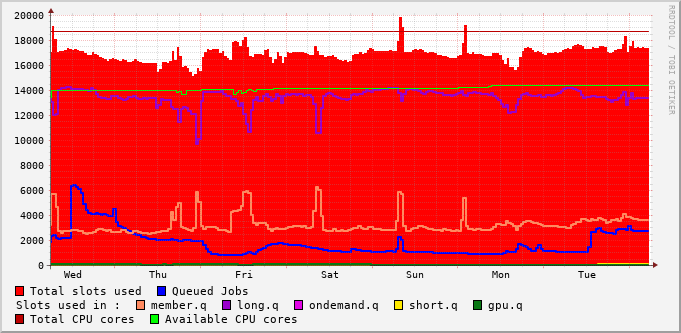 20000
18000
16000
14000
12000
10000
8000
6000
4000
2000
0
Wed Thu Fri Sat Sun Mon Tue
Total slots used Queued Jobs
Slots used in : member.q long.q ondemand.q short.q gpu.q
Total CPU cores Available CPU cores
RRDTOOL / TOBI OETIKER